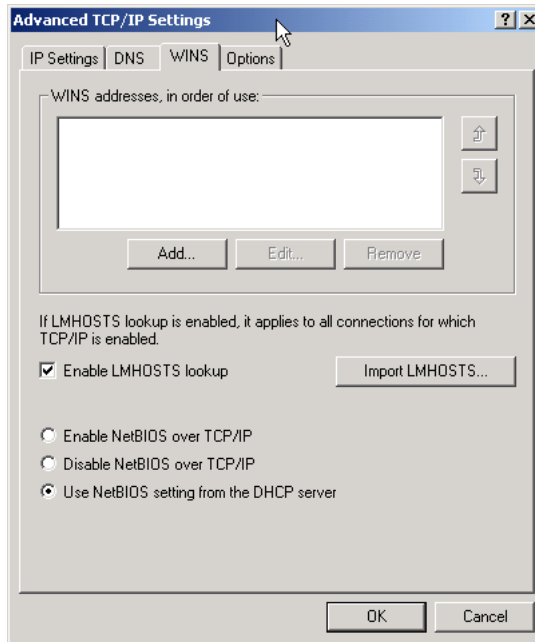 Advanced TCP/IP Settings
IP Settings DNS WINS Options
WINS addresses, in order of use:
Add... Edit... Remove
If LMHOSTS lookup is enabled, it applies to all connections for which
TCP/IP is enabled.
Enable LMHOSTS lookup Import LMHOSTS...
Enable NetBIOS over TCP/IP
Disable NetBIOS over TCP/IP
Use NetBIOS setting from the DHCP server
OK Cancel